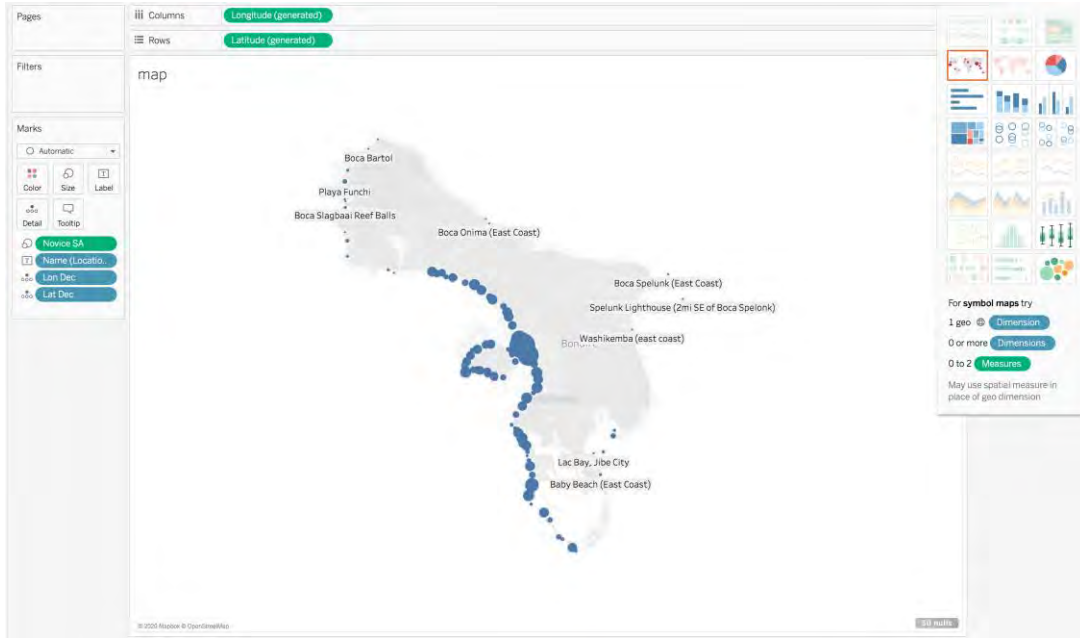 Pages
iii Columns
Longitude (generated)
Rows
Latitude (generated)
Filters
map
Marks
Automatic
Color
Size
Label
Detail
Tooltip
Novice SA
Name (Locatio..
Lon Dec
Lat Dec
Boca Bartol
Playa Funchi
Boca Slagbaai Reef Balls
Boca Onima (East Coast)
Boca Spelunk (East Coast)
Spelunk Lighthouse (2mi SE of Boca Spelonk)
Washikemba (east coast)
Lac Bay, Jibe City
Baby Beach (East Coast)
© 2020 Mapbox © OpenStreetMap
For symbol maps try
1 geo Dimension
0 or more Dimensions
0 to 2 Measures
May use spatial measure in
place of geo dimension